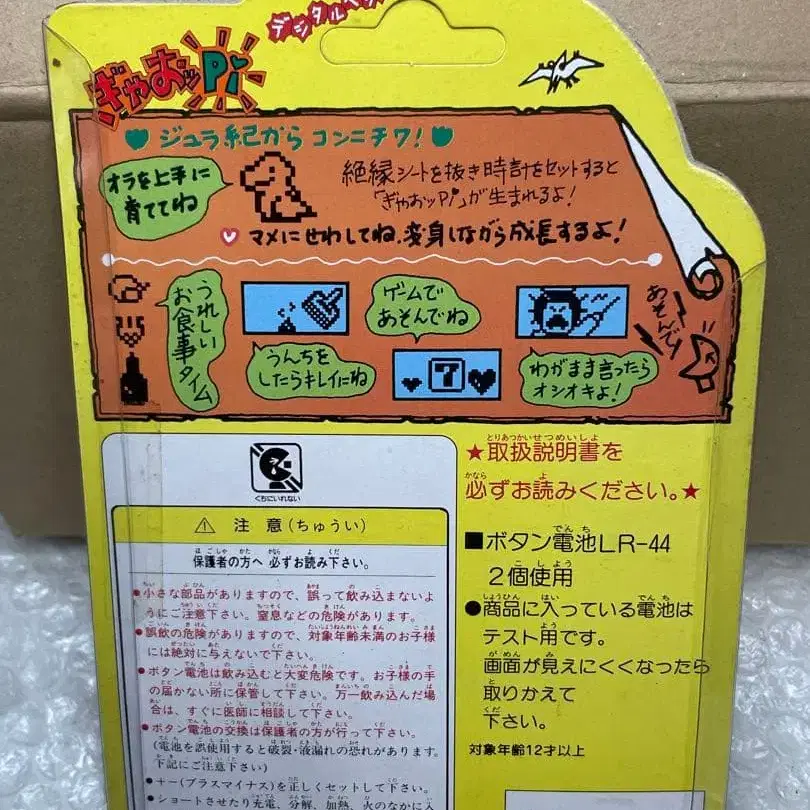 デジタルペッ
ぎゃおッPi
ジュラ紀から コンニチワ!
オラを上手に
育ててね
絶縁シートを抜き時計をセットすると
「ぎゃおッPi」が生まれるよ!
マメにせわしてね、変身しながら成長するよ!
うれしい
お食事タイム
うんちを
したらキレイにね
ゲームで
あそんでね
7
わがまま言ったら
オシオキよ!
あそんで!
くちにいれない
⚠ 注意(ちゅうい)
保護者の方へ 必ずお読み下さい。
●小さな部品がありますので、誤って飲み込まないよ
うにご注意下さい。窒息などの危険があります。
●誤飲の危険がありますので、対象年齢未満のお子様
には絶対に与えないで下さい。
●ボタン電池は飲み込むと大変危険です。お子様の手
の届かない所に保管して下さい。万一飲み込んだ場
合は、すぐに医師に相談して下さい。
●ボタン電池の交換は保護者の方が行って下さい。
(電池を誤使用すると破裂・液漏れの恐れがあります。
下記にご注意下さい)
●+−(プラスマイナス)を正しくセットして下さい。
●ショートさせたり充電、分解、加熱、火のなかに入
★取扱説明書を
必ずお読みください。★
■ボタン電池LR-44
2個使用
●商品に入っている電池は
テスト用です。
画面が見えにくくなったら
取りかえて
下さい。
対象年齢12才以上